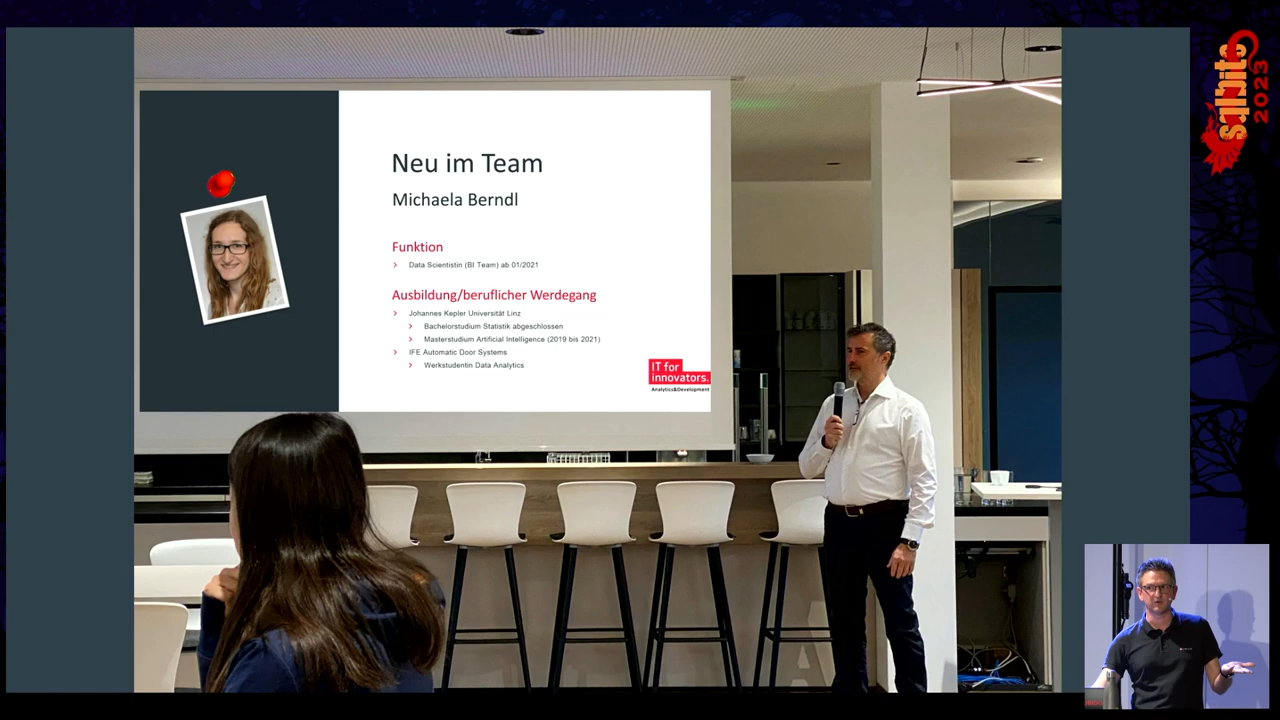 Neu im Team
Michaela Berndl
Funktion
Data Scientistin (BI Team) ab 01/2021
Ausbildung/beruflicher Werdegang
Johannes Kepler Universität Linz
Bachelorstudium Statistik abgeschlossen
Masterstudium Artificial Intelligence (2019 bis 2021)
IFE Automatic Door Systems
Werkstudentin Data Analytics
IT for
innovators.
Analytics&Development
sqlbits
2023